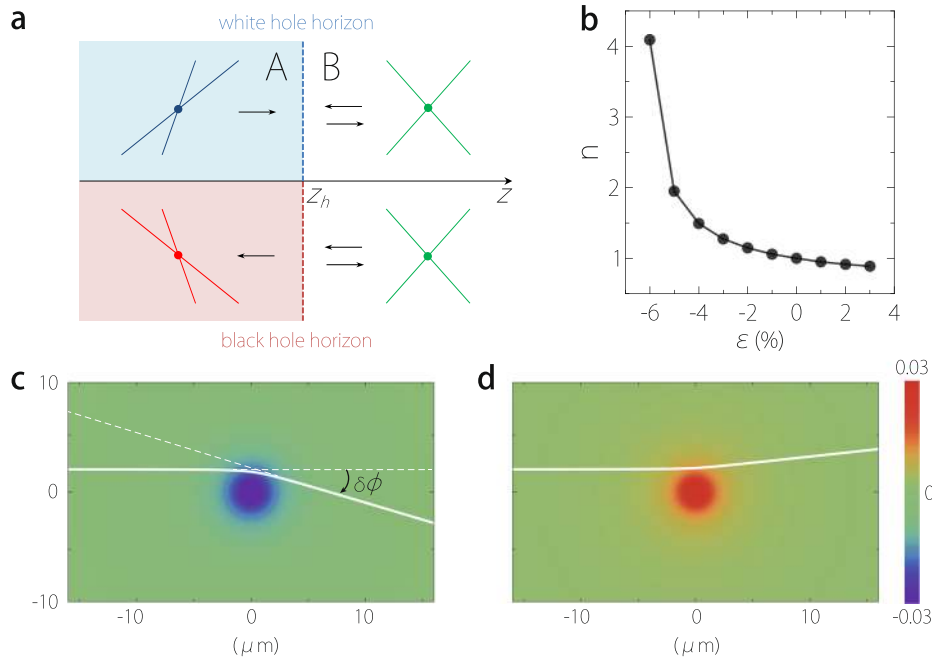 a
white hole horizon
A
B
z_h
z
black hole horizon
b
n
4
3
2
1
-6
-4
-2
0
2
4
ε (%)
c
10
0
-10
δϕ
-10
0
10
(μm)
d
-10
0
10
(μm)
0.03
0
-0.03